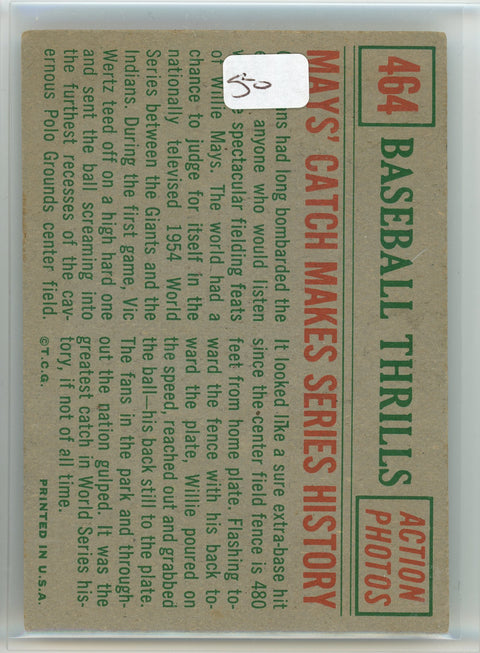 464
BASEBALL THRILLS
ACTION
PHOTOS
MAYS' CATCH MAKES SERIES HISTORY
had long bombarded the
anyone who would listen
spectacular fielding feats
of Willie Mays. The world had a
chance to judge for itself in the
nationally televised 1954 World
Series between the Giants and the
Indians. During the first game, Vic
Wertz teed off on a high hard one
and sent the ball screaming into
the furthest recesses of the cav-
ernous Polo Grounds center field.
It looked like a sure extra-base hit
since the center field fence is 480
feet from home plate. Flashing to-
ward the fence with his back to-
ward the plate, Willie poured on
the speed, reached out and grabbed
the ball—his back still to the plate.
The fans in the park and through-
out the nation gulped. It was the
greatest catch in World Series his-
tory, if not of all time.
©T.C.G.
PRINTED IN U.S.A.
50